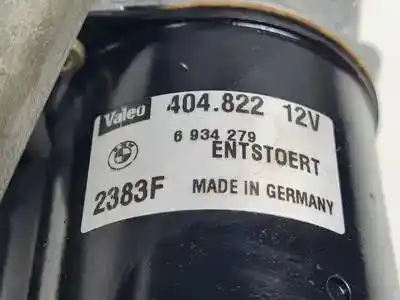 Valeo 404.822 12V
6 934 279
ENTSTOERT
2383F MADE IN GERMANY